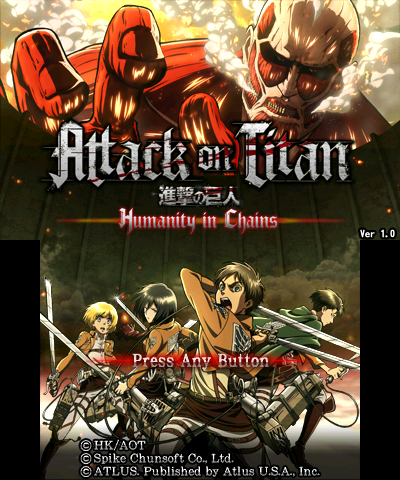 Attack on Titan
進撃の巨人
Humanity in Chains
Ver 1.0
Press Any Button
© HK/AOT
© Spike Chunsoft Co., Ltd.
© ATLUS. Published by Atlus U.S.A., Inc.